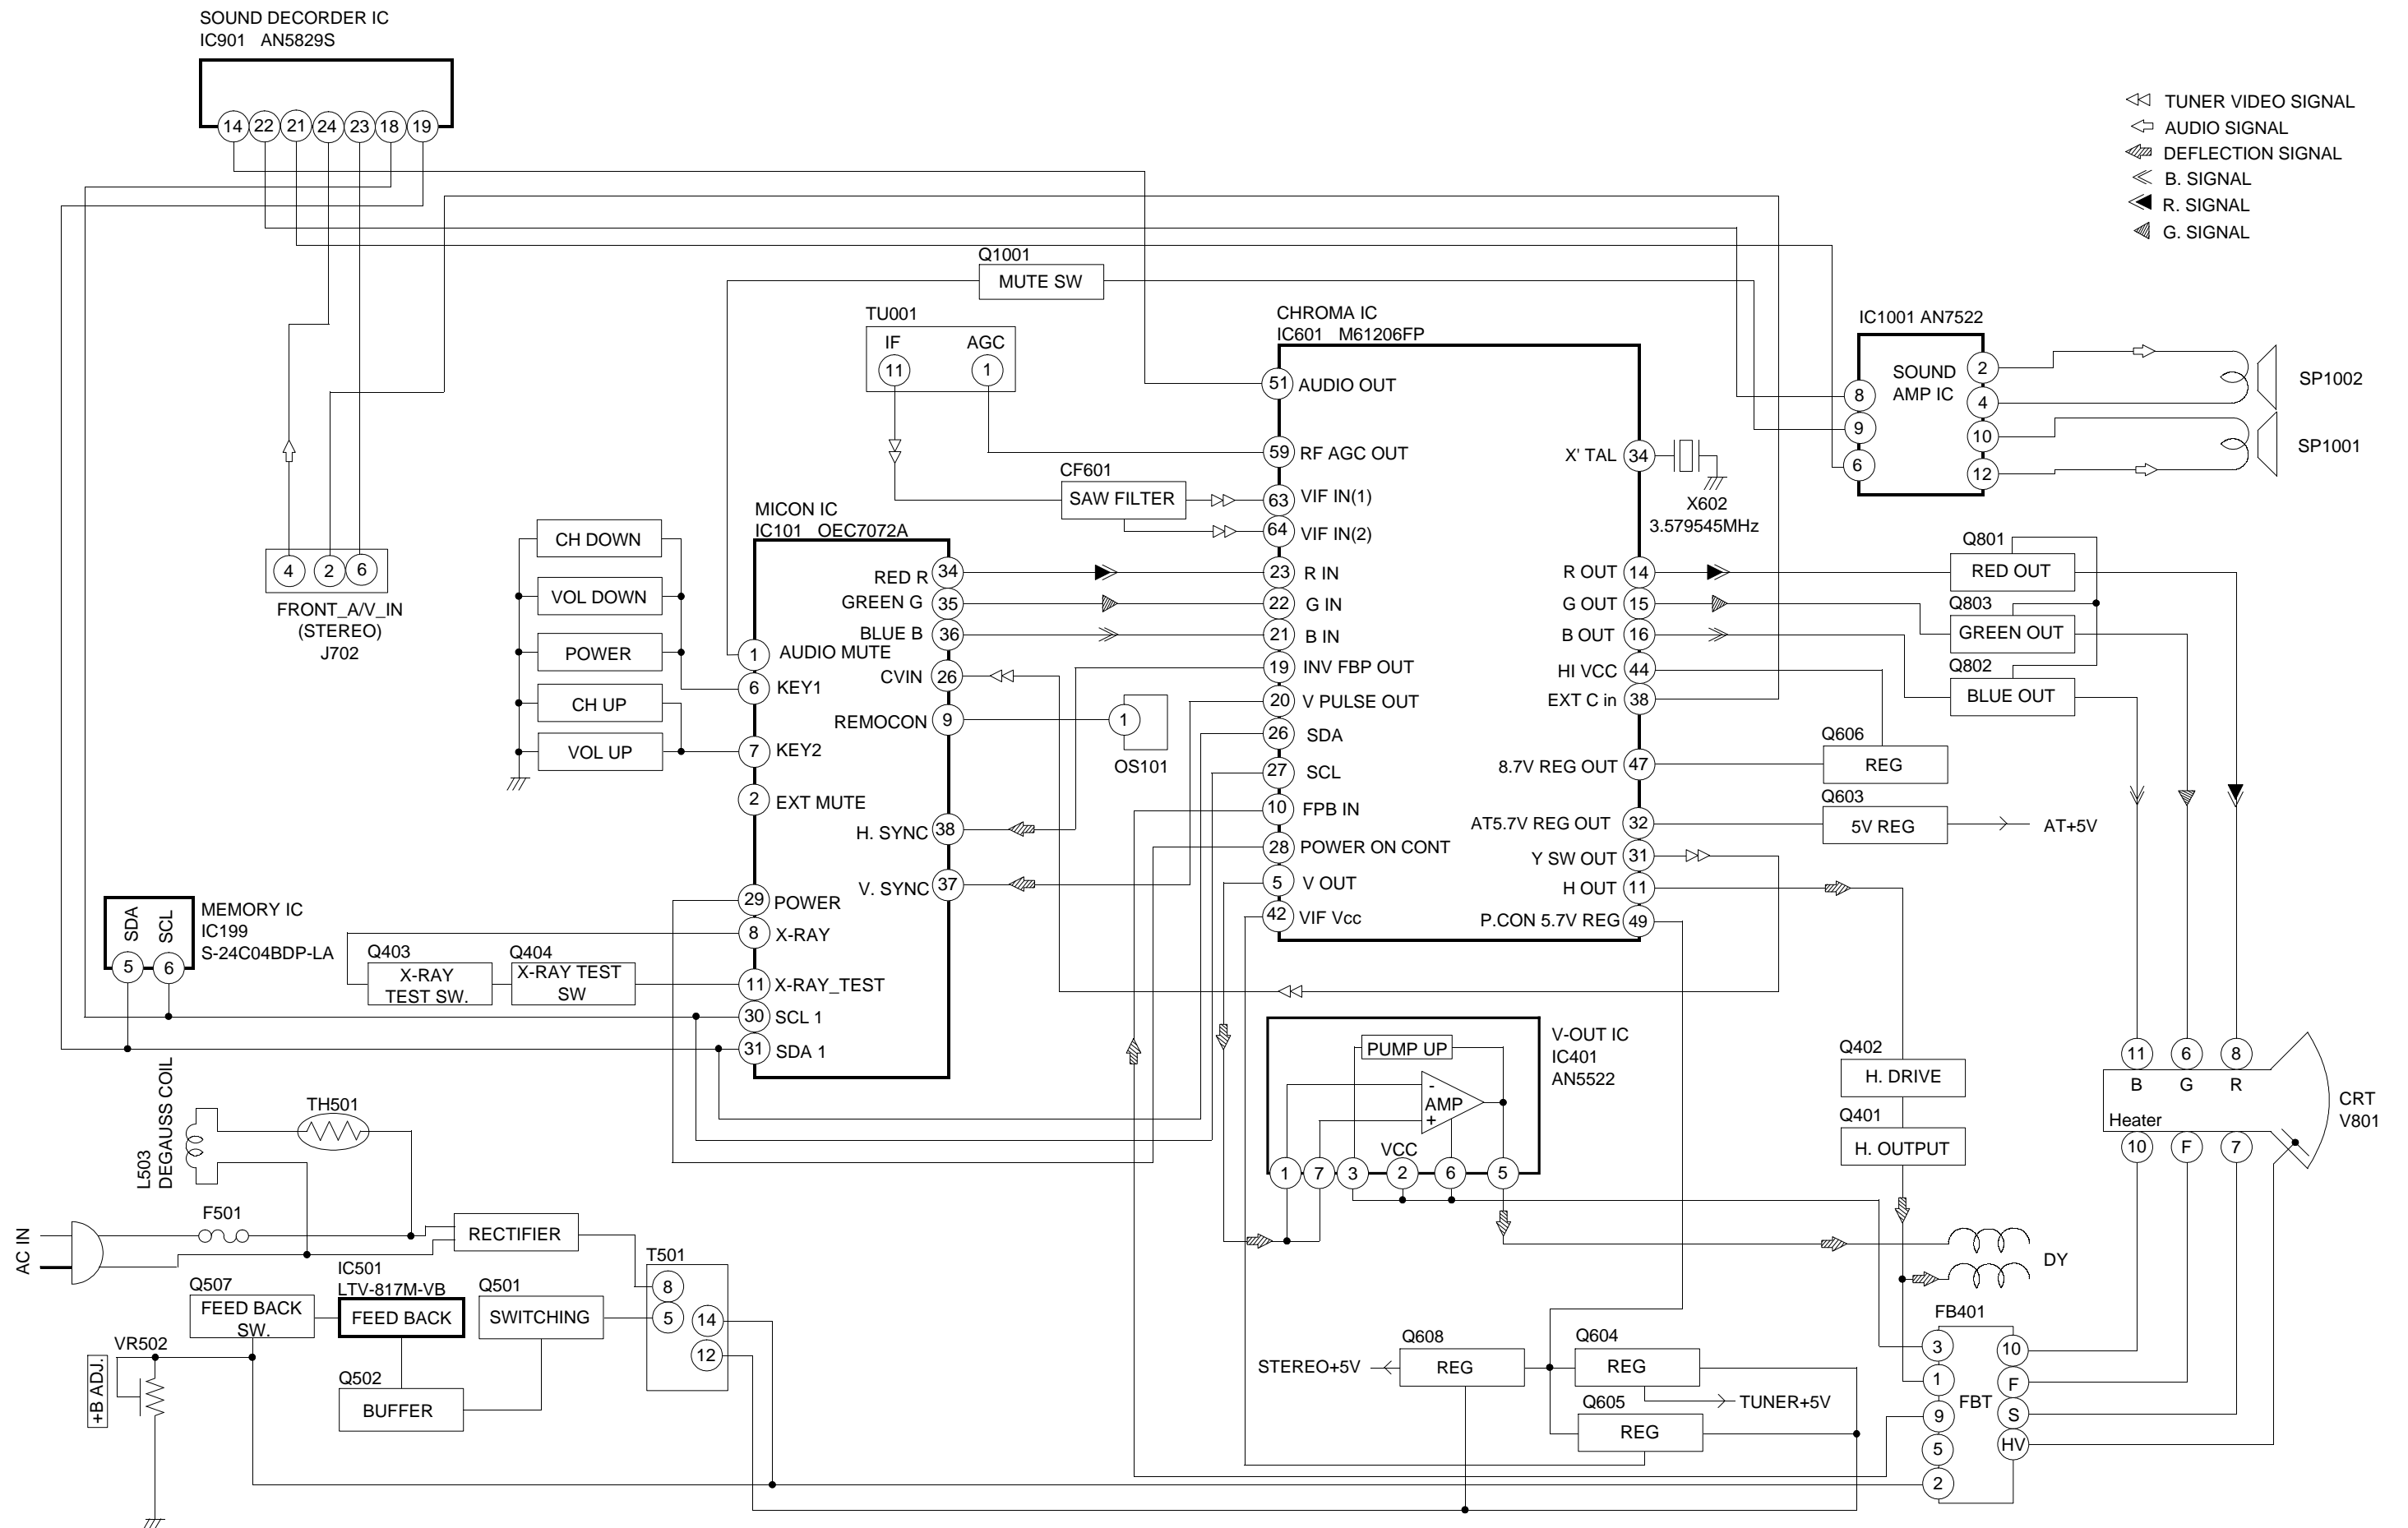 SOUND DECORDER IC
IC901 AN5829S
14 22 21 24 23 18 19
TUNER VIDEO SIGNAL
AUDIO SIGNAL
DEFLECTION SIGNAL
B. SIGNAL
R. SIGNAL
G. SIGNAL
Q1001
MUTE SW
TU001
IF AGC
11 1
CF601
SAW FILTER
4 2 6
FRONT_A/V_IN
(STEREO)
J702
CH DOWN
VOL DOWN
POWER
CH UP
VOL UP
MICON IC
IC101 OEC7072A
1 AUDIO MUTE
6 KEY1
7 KEY2
2 EXT MUTE
29 POWER
8 X-RAY
11 X-RAY_TEST
30 SCL 1
31 SDA 1
RED R 34
GREEN G 35
BLUE B 36
CVIN 26
REMOCON 9
H. SYNC 38
V. SYNC 37
1
OS101
CHROMA IC
IC601 M61206FP
51 AUDIO OUT
59 RF AGC OUT
63 VIF IN(1)
64 VIF IN(2)
23 R IN
22 G IN
21 B IN
19 INV FBP OUT
20 V PULSE OUT
26 SDA
27 SCL
10 FPB IN
28 POWER ON CONT
5 V OUT
42 VIF Vcc
X' TAL 34
R OUT 14
G OUT 15
B OUT 16
HI VCC 44
EXT C in 38
8.7V REG OUT 47
AT5.7V REG OUT 32
Y SW OUT 31
H OUT 11
P.CON 5.7V REG 49
X602
3.579545MHz
IC1001 AN7522
SOUND
AMP IC
8
9
6
2
4
10
12
SP1002
SP1001
Q801
RED OUT
Q803
GREEN OUT
Q802
BLUE OUT
Q606
REG
Q603
5V REG
AT+5V
SDA SCL
5 6
MEMORY IC
IC199
S-24C04BDP-LA
Q403
X-RAY
TEST SW.
Q404
X-RAY TEST
SW
V-OUT IC
IC401
AN5522
PUMP UP
-
AMP
+
VCC
1 7 3 2 6 5
Q402
H. DRIVE
Q401
H. OUTPUT
11 6 8
B G R
Heater
10 F 7
CRT
V801
DY
L503
DEGAUSS COIL
TH501
AC IN
F501
RECTIFIER
T501
8
5
14
12
Q507
FEED BACK
SW.
IC501
LTV-817M-VB
FEED BACK
Q501
SWITCHING
Q502
BUFFER
VR502
+B ADJ.
STEREO+5V
Q608
REG
Q604
REG
TUNER+5V
Q605
REG
FB401
FBT
3
1
9
5
2
10
F
S
HV